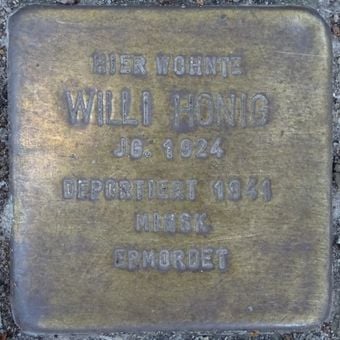 HIER WOHNTE
WILLI HONIG
JG. 1924
DEPORTIERT 1941
MINSK
ERMORDET